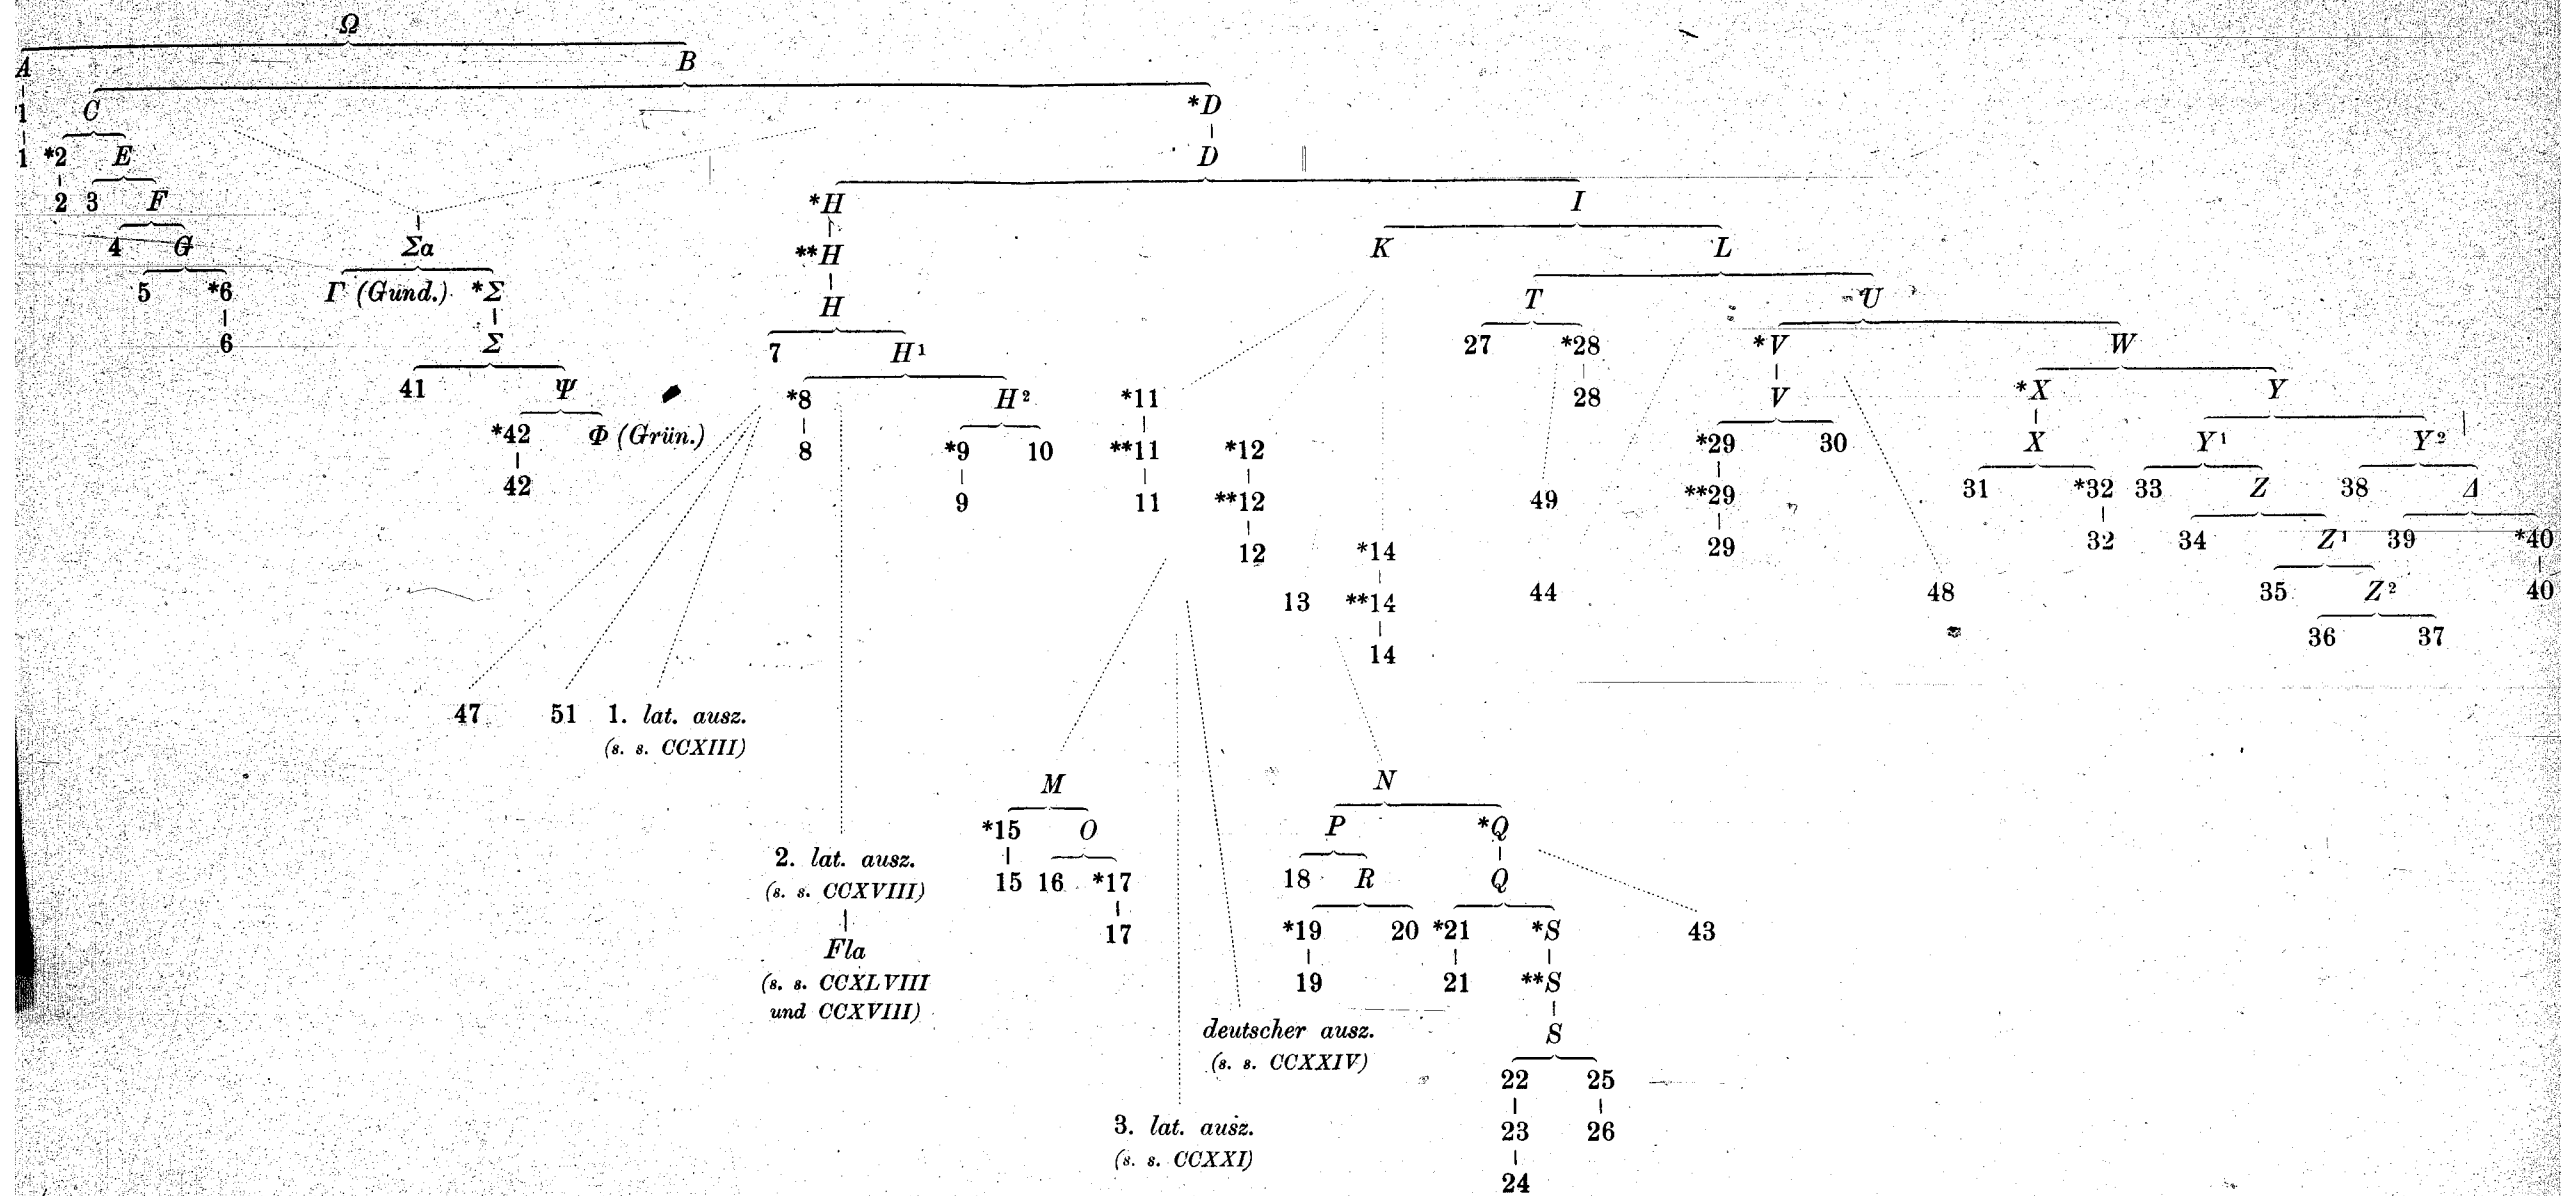 Ω
A B
1 C *D
1 *2 E D
2 3 F *H I
4 G Σa **H K L
5 *6 Γ (Gund.) *Σ H T U
6 Σ 7 H¹ 27 *28 *V W
41 Ψ *8 H² *11 28 V *X Y
*42 Φ (Grün.) 8 *9 10 **11 *12 *29 30 X Y¹ Y²
42 9 11 **12 49 **29 31 *32 33 Z 38 Δ
12 *14 29 32 34 Z¹ 39 *40
13 **14 44 48 35 Z² 40
14 36 37
47 51 1. lat. ausz.
(s. s. CCXIII)
M N
*15 O P *Q
2. lat. ausz.
(s. s. CCXVIII) 15 16 *17 18 R Q
Fla 17 *19 20 *21 *S 43
(s. s. CCXLVIII 19 21 **S
und CCXVIII)
deutscher ausz. S
(s. s. CCXXIV)
22 25
3. lat. ausz. 23 26
(s. s. CCXXI)
24